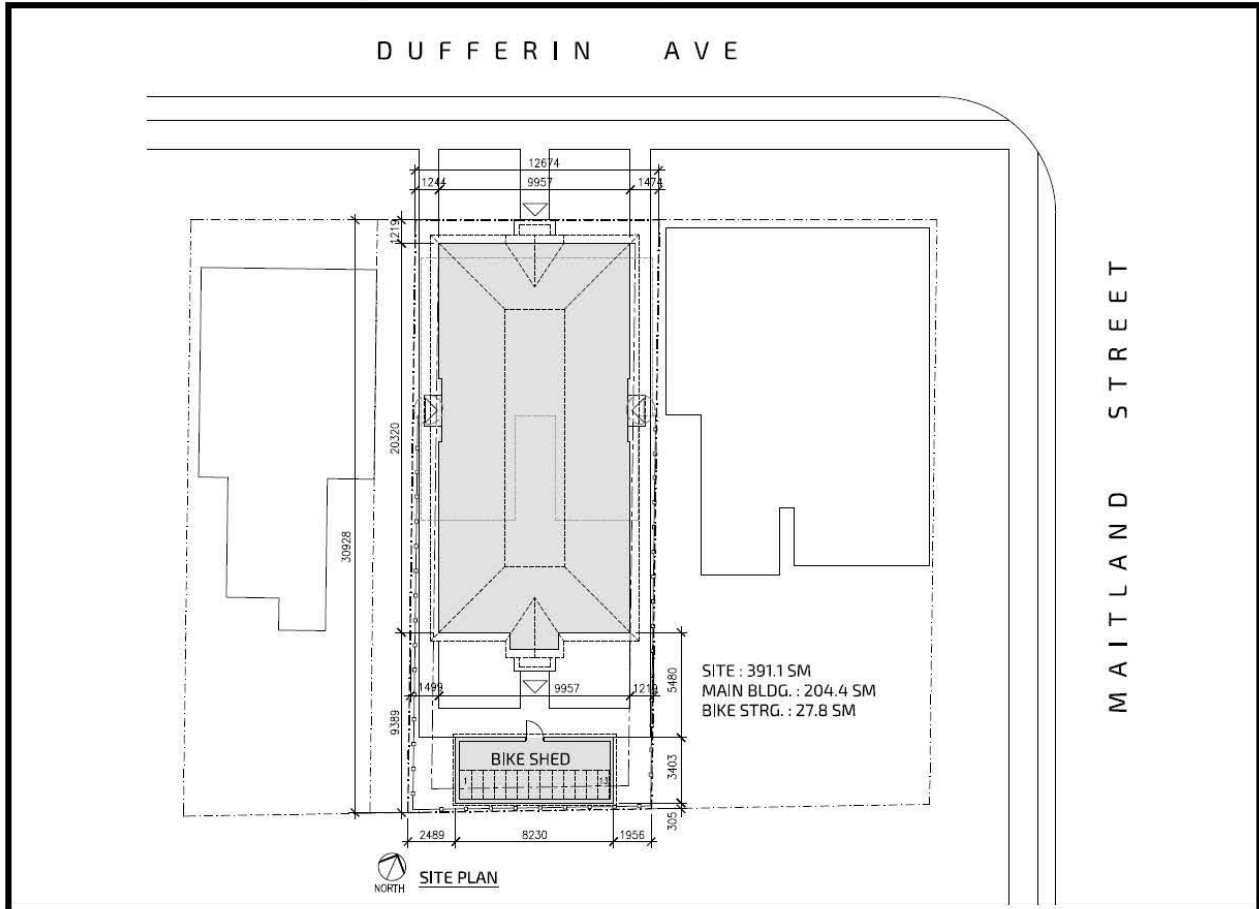 DUFFERIN AVE
12674
1244 9957 1474
1219
20320
30928
MAITLAND STREET
SITE : 391.1 SM
MAIN BLDG. : 204.4 SM
BIKE STRG. : 27.8 SM
5480
1499 9957 1219
9389
BIKE SHED
1
3403
305
2489 8230 1956
NORTH
SITE PLAN